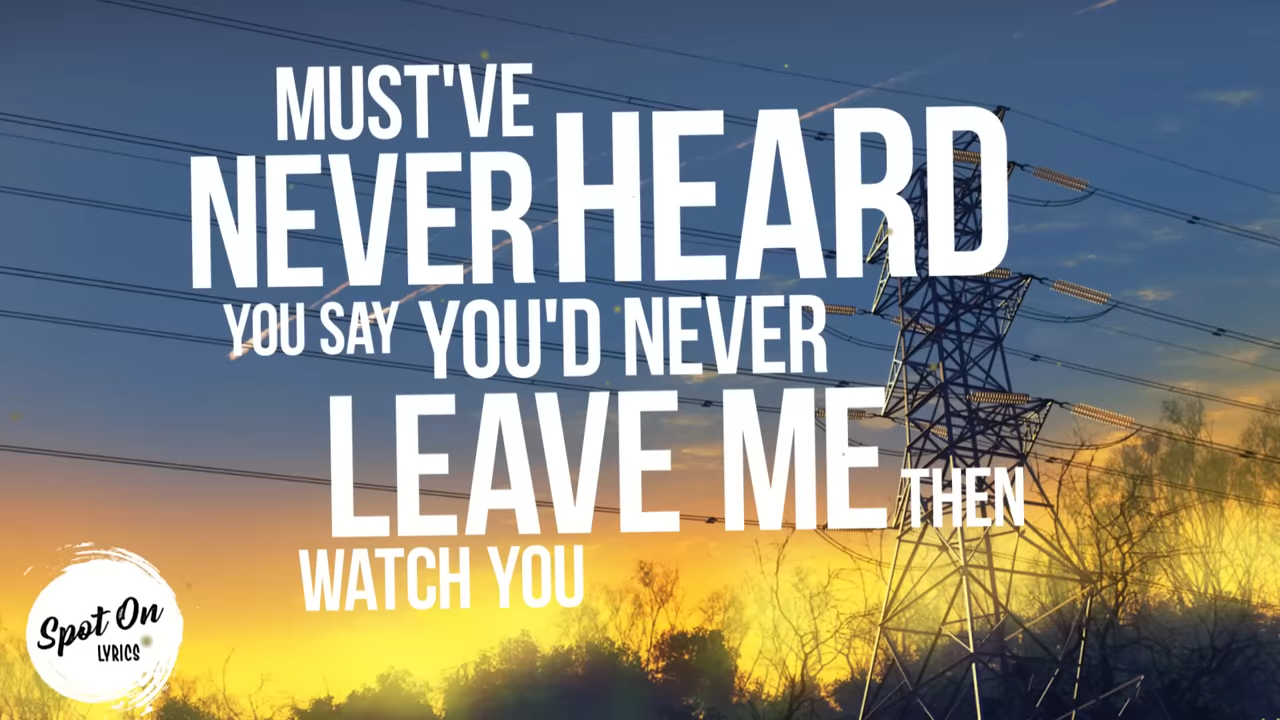 MUST'VE
NEVER HEARD
YOU SAY YOU'D NEVER
LEAVE ME THEN
WATCH YOU
Spot On
LYRICS